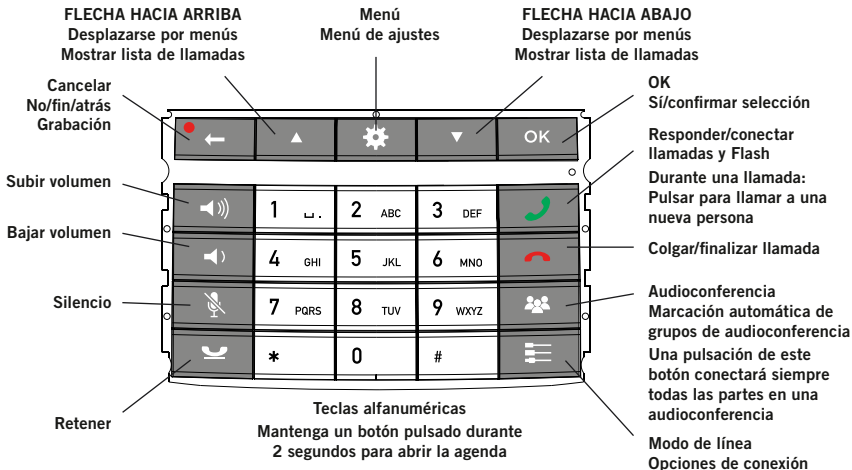 FLECHA HACIA ARRIBA
Desplazarse por menús
Mostrar lista de llamadas
Menú
Menú de ajustes
FLECHA HACIA ABAJO
Desplazarse por menús
Mostrar lista de llamadas
Cancelar
No/fin/atrás
Grabación
OK
Sí/confirmar selección
OK
Responder/conectar
llamadas y Flash
Durante una llamada:
Pulsar para llamar a una
nueva persona
Subir volumen
1 ⎵ .
2 ABC
3 DEF
Bajar volumen
4 GHI
5 JKL
6 MNO
Colgar/finalizar llamada
Silencio
7 PQRS
8 TUV
9 WXYZ
Audioconferencia
Marcación automática de
grupos de audioconferencia
Una pulsación de este
botón conectará siempre
todas las partes en una
audioconferencia
*
0
#
Retener
Teclas alfanuméricas
Mantenga un botón pulsado durante
2 segundos para abrir la agenda
Modo de línea
Opciones de conexión